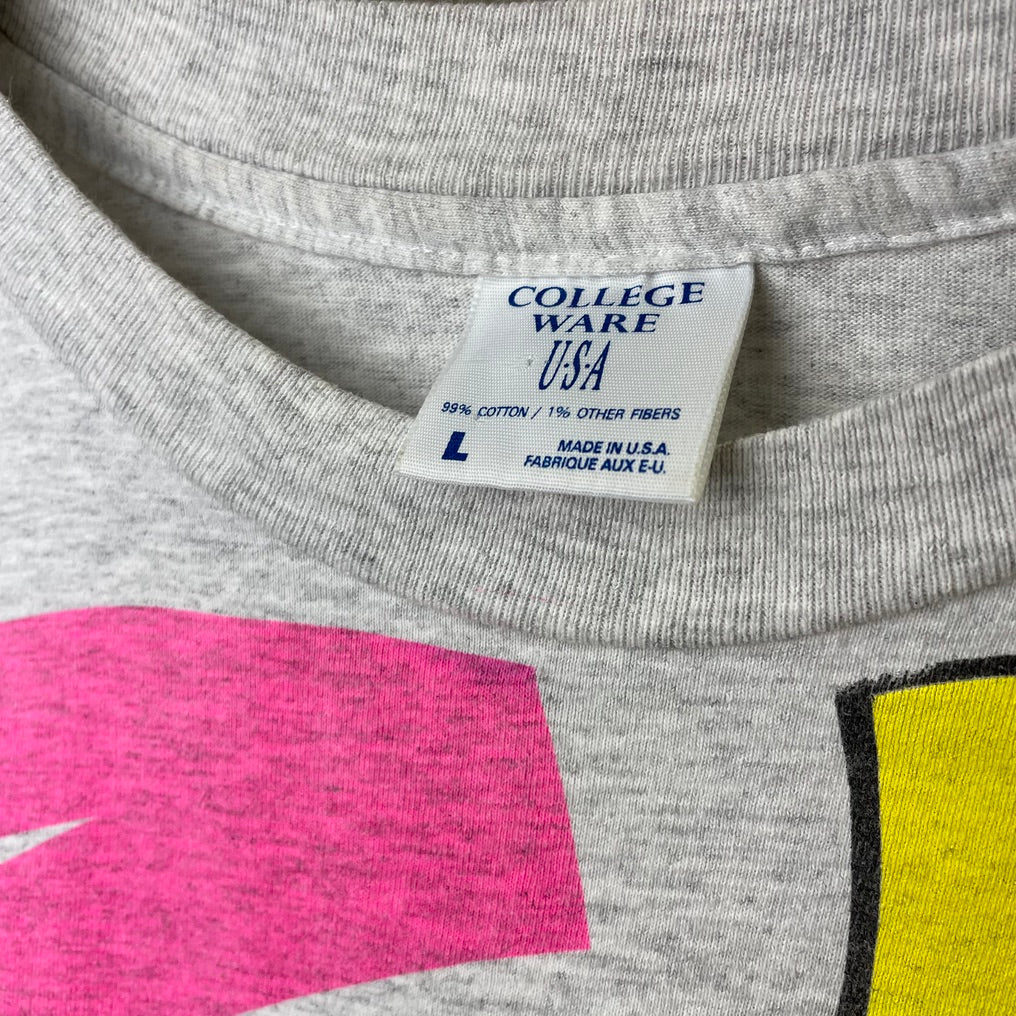 COLLEGE
WARE
U·S·A
99% COTTON / 1% OTHER FIBERS
L
MADE IN U.S.A.
FABRIQUE AUX E-U.